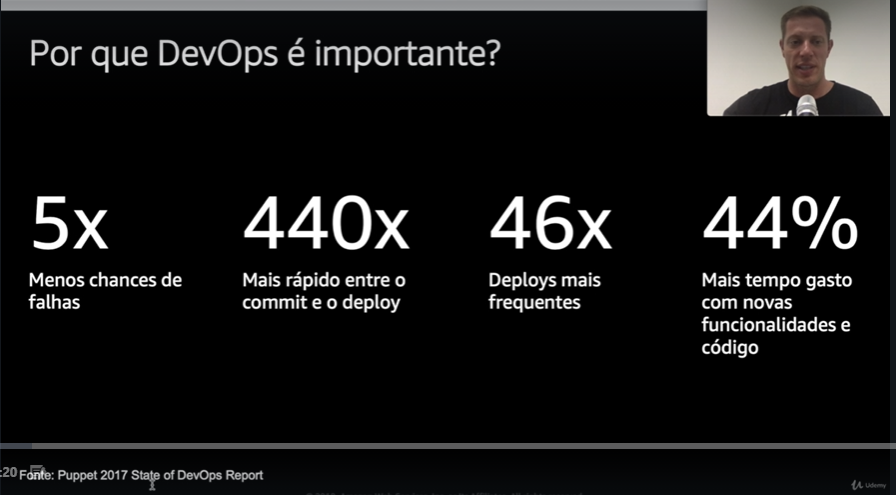 Por que DevOps é importante?
5x
Menos chances de
falhas
440x
Mais rápido entre o
commit e o deploy
46x
Deploys mais
frequentes
44%
Mais tempo gasto
com novas
funcionalidades e
código
:20
Fonte: Puppet 2017 State of DevOps Report
Udemy